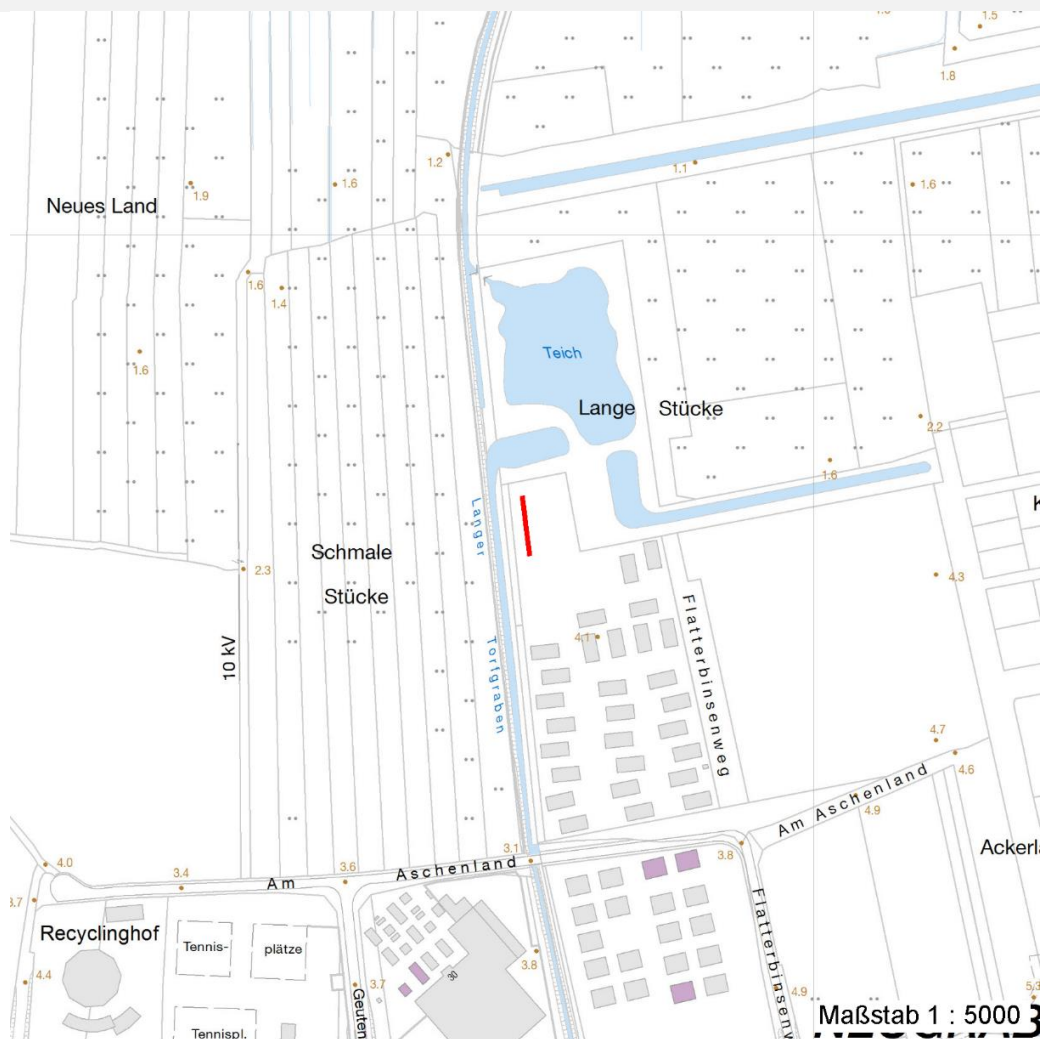 1.5
1.8
1.2
1.1
1.6
1.6
1.9
Neues Land
1.6
1.4
Teich
1.6
Lange Stücke
2.2
1.6
Langer
Schmale
Stücke
2.3
4.3
10 kV
Torfgraben
4.1
Flatterbinsenweg
4.7
4.6
Am Aschenland
4.9
3.1
3.8
4.0
3.4
3.6
Am Aschenland
3.7
Recyclinghof
Tennis-
plätze
30
3.8
4.4
3.7
4.9
5.3
Geuten
Flatterbinsenw
Tennispl.
Maßstab 1 : 5000